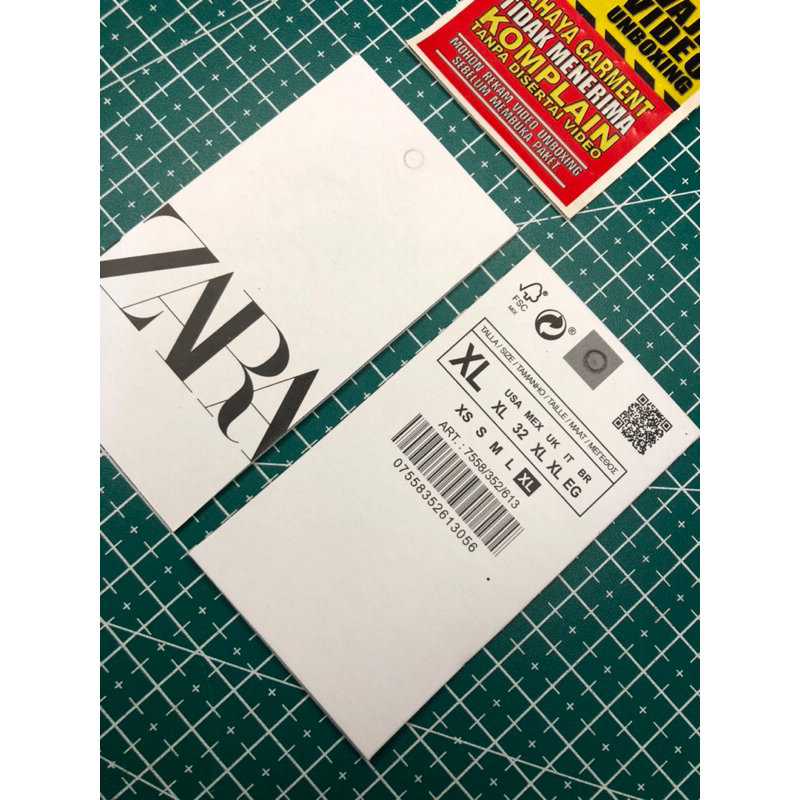 ZARA
FSC
MIX
TALLA / SIZE / TAMANHO / TAILLE / MAAT / ΜΕΓΕΘΟΣ
XL
USA MEX UK IT BR
XL 32 XL XL EG
XS S M L XL
ART.: 7558/352/613
07558352613056
AHAYA GARMENT
TIDAK MENERIMA
KOMPLAIN
TANPA DISERTAI VIDEO
MOHON REKAM VIDEO UNBOXING
SEBELUM MEMBUKA PAKET.
VIDEO
UNBOXING